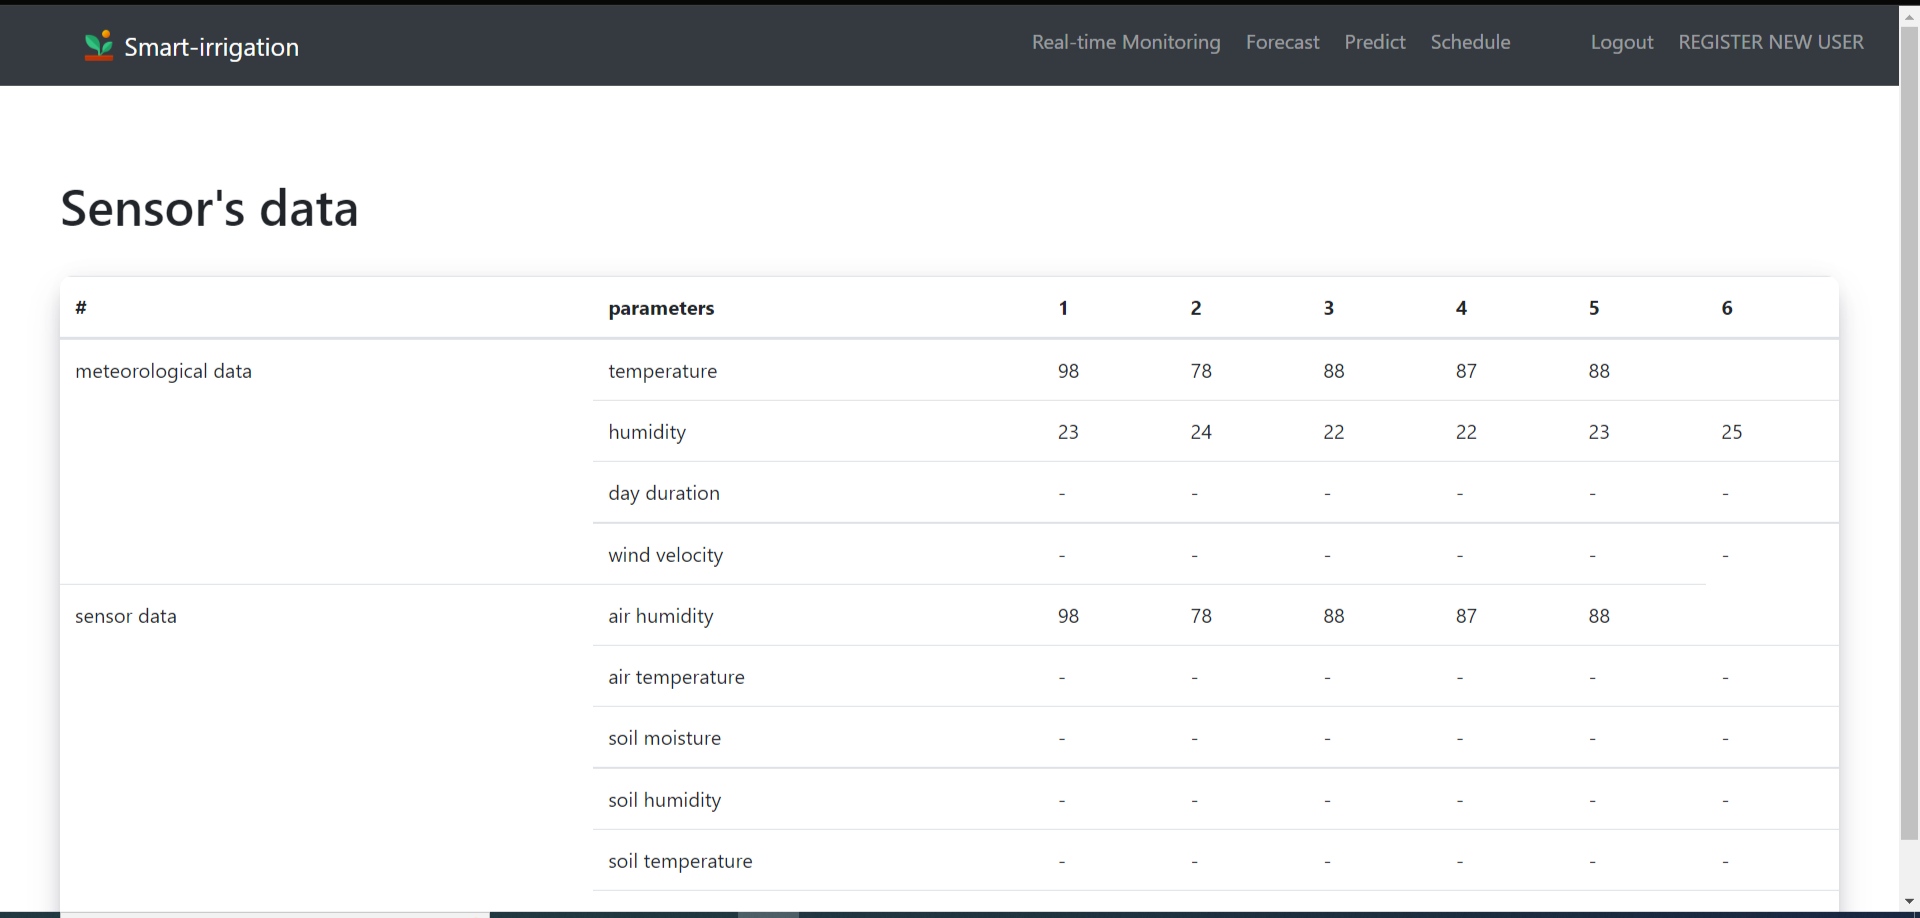 Smart-irrigation Real-time Monitoring Forecast Predict Schedule Logout REGISTER NEW USER
Sensor's data
# parameters 1 2 3 4 5 6
meteorological data temperature 98 78 88 87 88
humidity 23 24 22 22 23 25
day duration - - - - - -
wind velocity - - - - - -
sensor data air humidity 98 78 88 87 88
air temperature - - - - - -
soil moisture - - - - - -
soil humidity - - - - - -
soil temperature - - - - - -